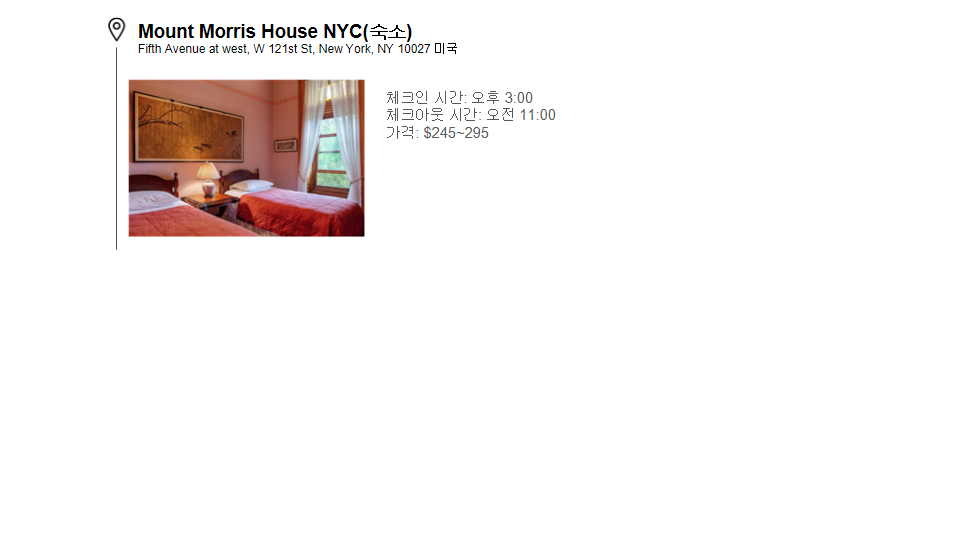 Mount Morris House NYC(숙소)
Fifth Avenue at west, W 121st St, New York, NY 10027 미국
체크인 시간: 오후 3:00
체크아웃 시간: 오전 11:00
가격: $245~295